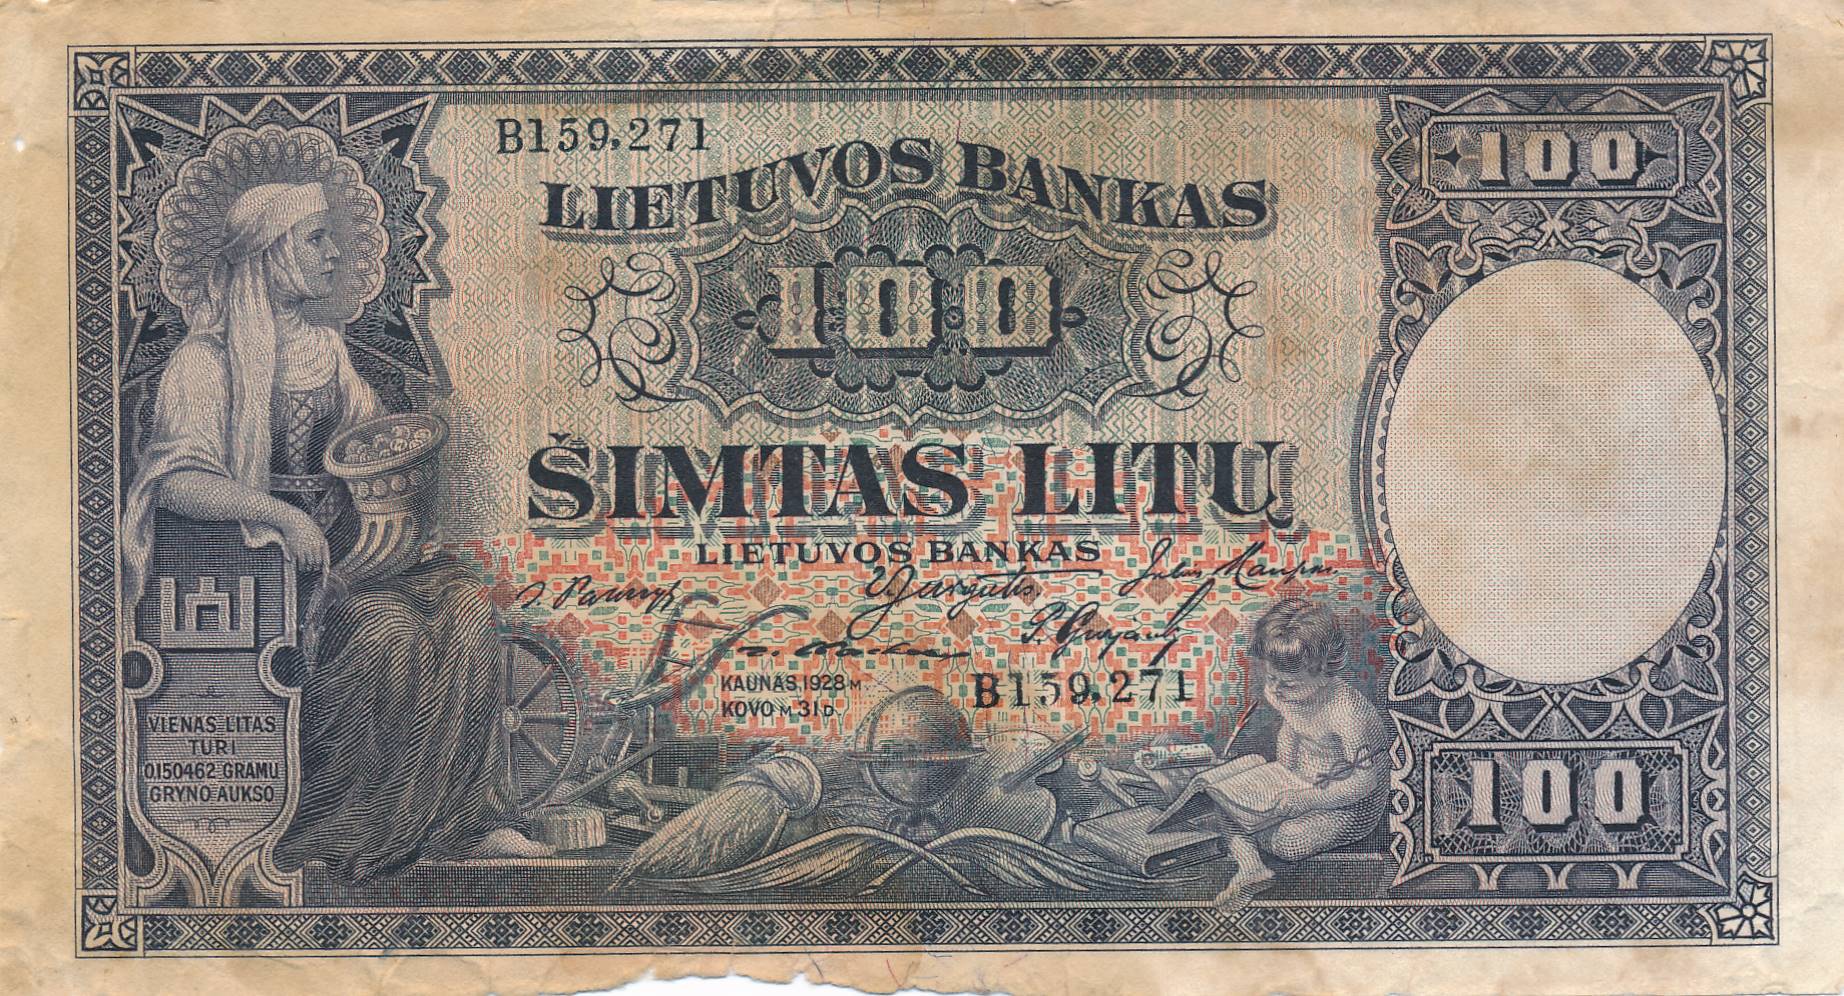 B159.271
LIETUVOS BANKAS
100
100
ŠIMTAS LITŲ
LIETUVOS BANKAS
V. Jurgutis
KAUNAS, 1928 M
KOVO M. 31 D.
B159.271
VIENAS LITAS
TURI
0.150462 GRAMU
GRYNO AUKSO
100